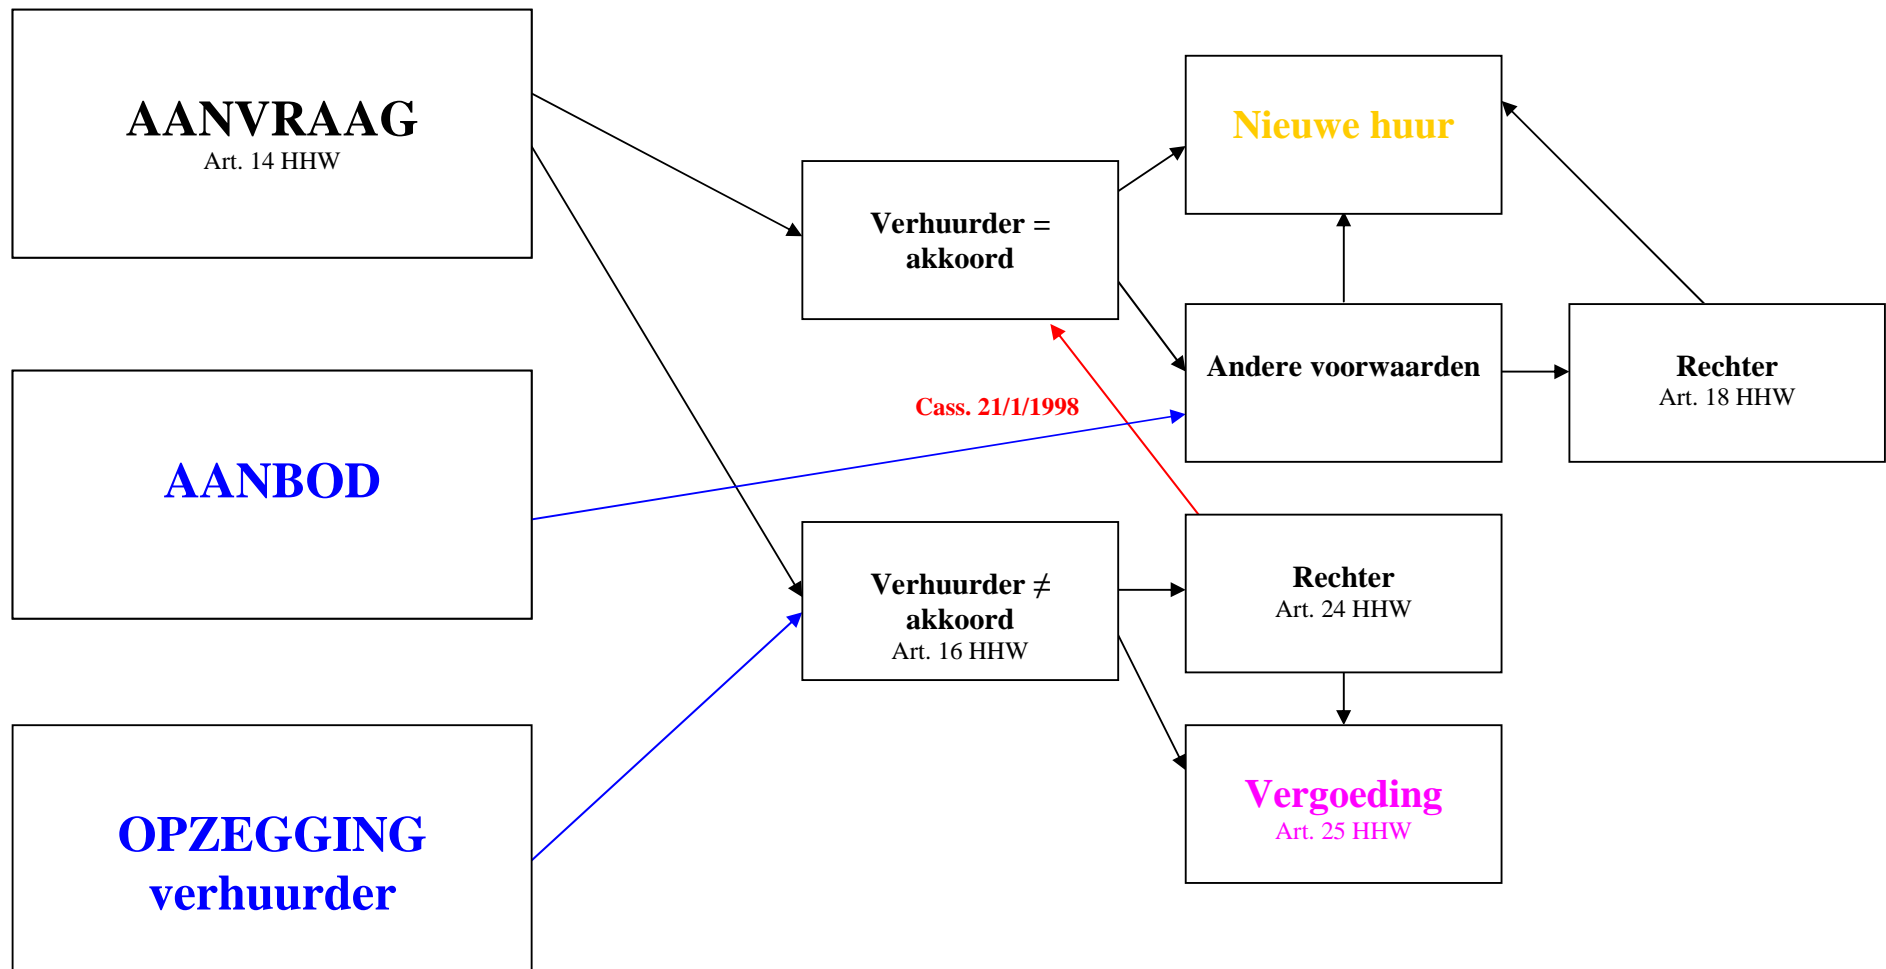 AANVRAAG
Art. 14 HHW
Nieuwe huur
Verhuurder =
akkoord
Andere voorwaarden
Rechter
Art. 18 HHW
Cass. 21/1/1998
AANBOD
Verhuurder ≠
akkoord
Art. 16 HHW
Rechter
Art. 24 HHW
Vergoeding
Art. 25 HHW
OPZEGGING
verhuurder